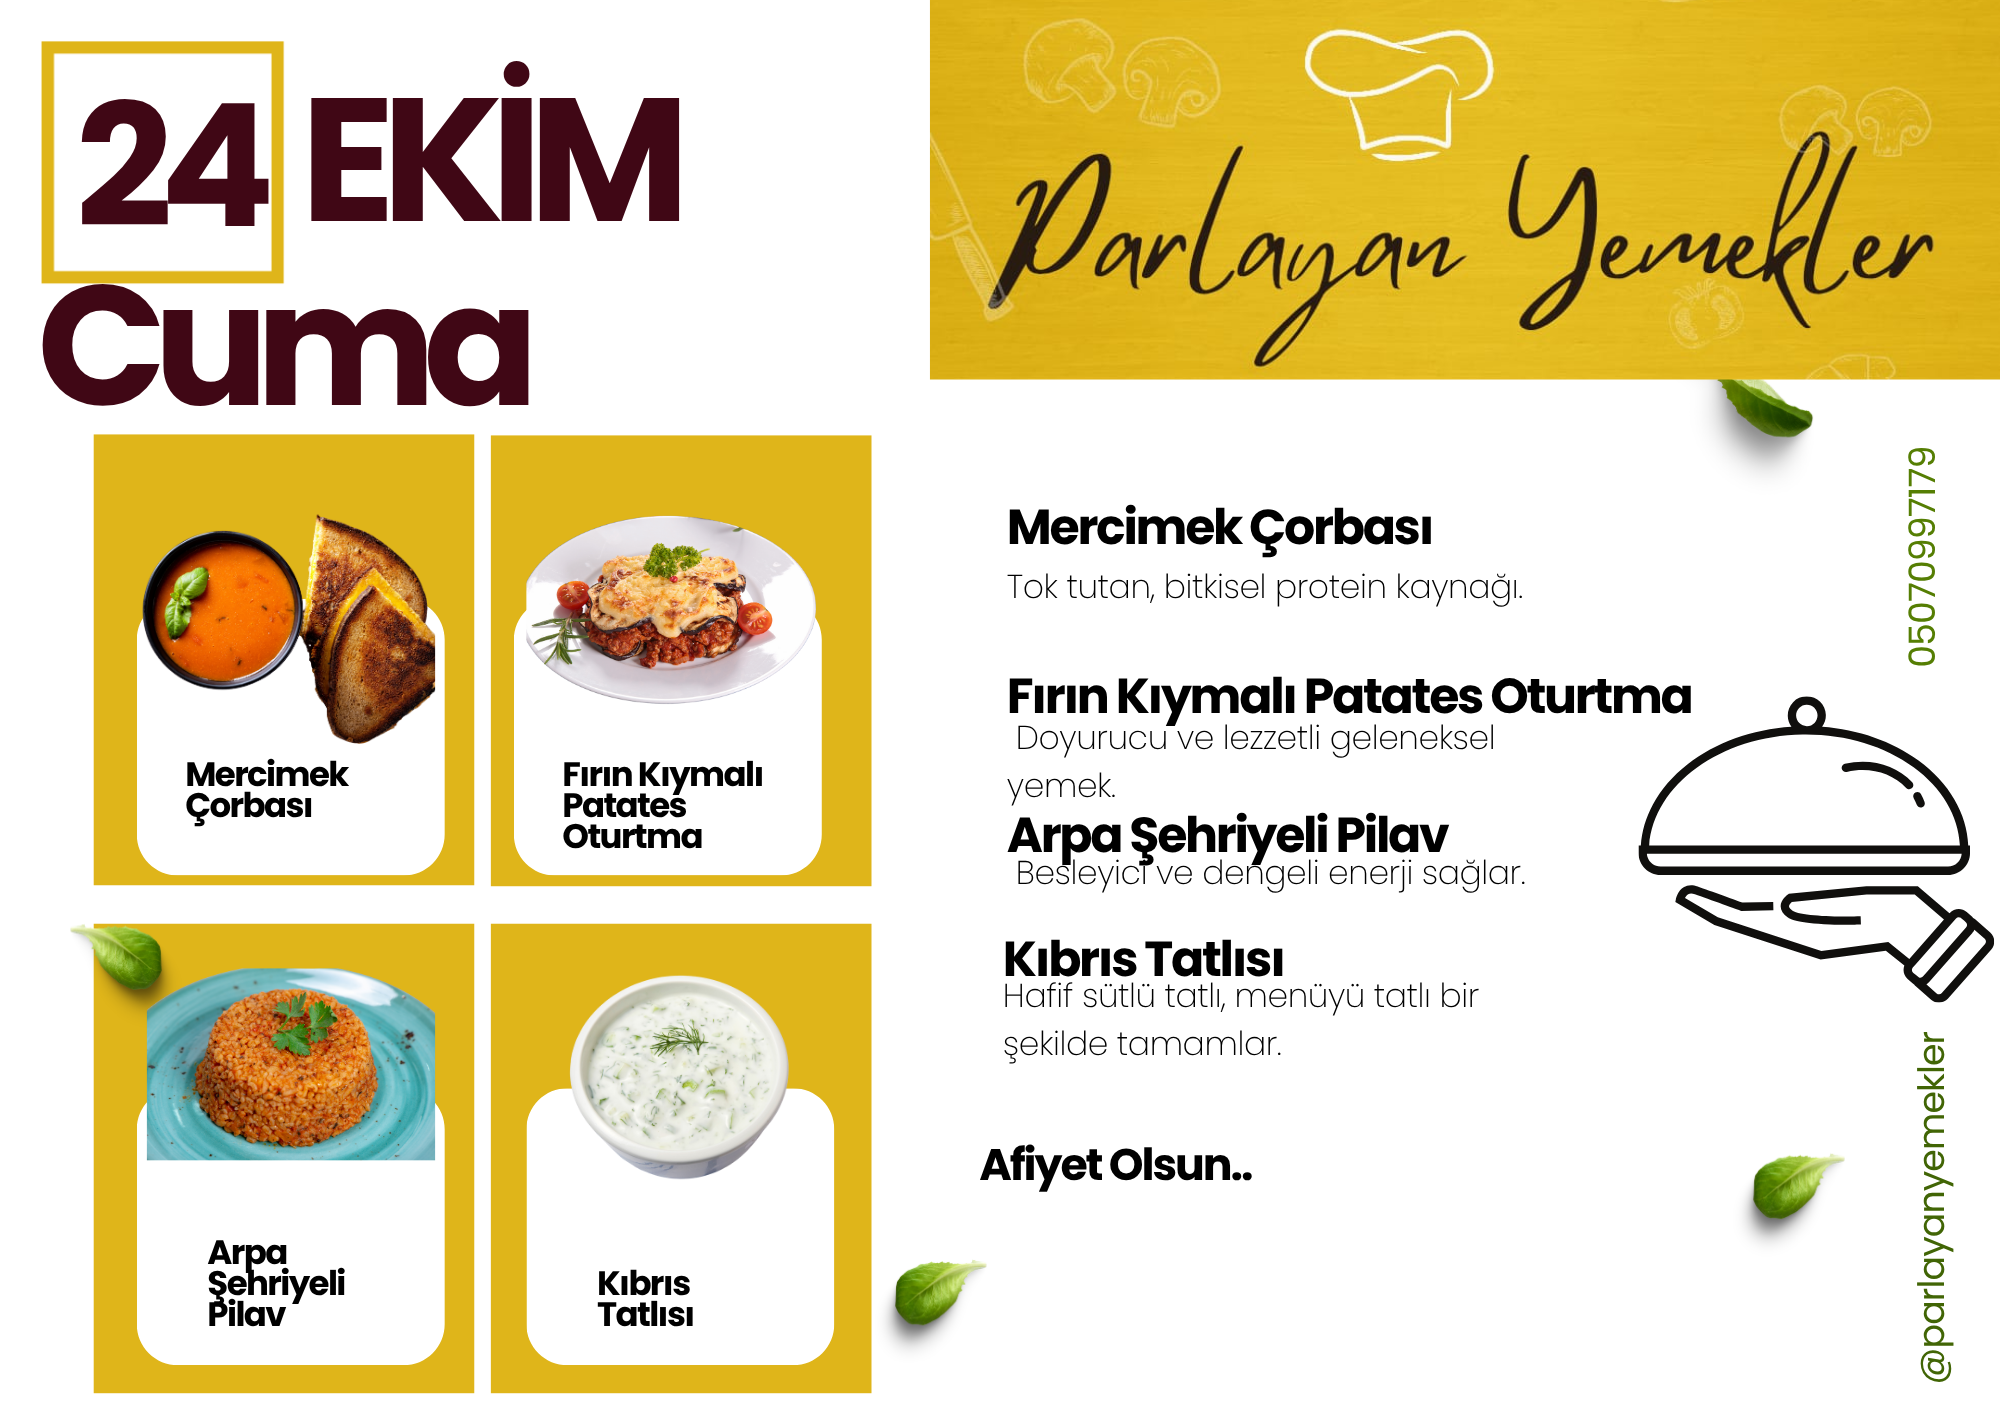 24 EKİM
Cuma
Parlayan Yemekler
Mercimek
Çorbası
Fırın Kıymalı
Patates
Oturtma
Arpa
Şehriyeli
Pilav
Kıbrıs
Tatlısı
Mercimek Çorbası
Tok tutan, bitkisel protein kaynağı.
Fırın Kıymalı Patates Oturtma
Doyurucu ve lezzetli geleneksel
yemek.
Arpa Şehriyeli Pilav
Besleyici ve dengeli enerji sağlar.
Kıbrıs Tatlısı
Hafif sütlü tatlı, menüyü tatlı bir
şekilde tamamlar.
Afiyet Olsun..
05070997179
@parlayanyemekler